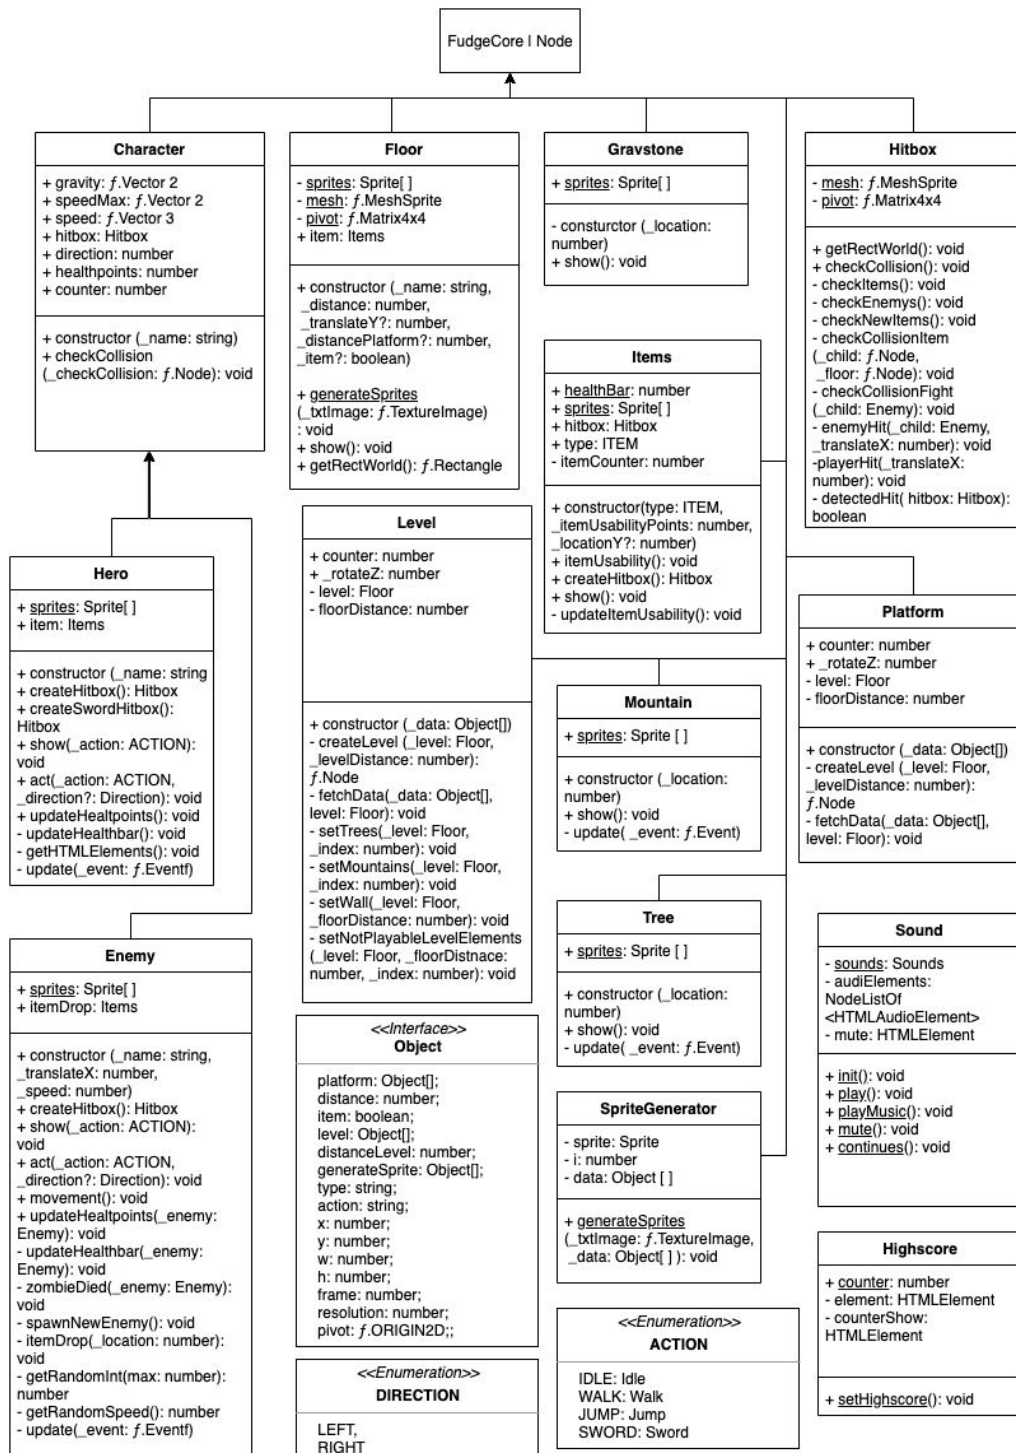 FudgeCore I Node
Character
+ gravity: ƒ.Vector 2
+ speedMax: ƒ.Vector 2
+ speed: ƒ.Vector 3
+ hitbox: Hitbox
+ direction: number
+ healthpoints: number
+ counter: number
+ constructor (_name: string)
+ checkCollision
(_checkCollision: ƒ.Node): void
Floor
- sprites: Sprite[ ]
- mesh: ƒ.MeshSprite
- pivot: ƒ.Matrix4x4
+ item: Items
+ constructor (_name: string,
_distance: number,
_translateY?: number,
_distancePlatform?: number,
_item?: boolean)
+ generateSprites
(_txtImage: ƒ.TextureImage)
: void
+ show(): void
+ getRectWorld(): ƒ.Rectangle
Gravstone
+ sprites: Sprite[ ]
- consturctor (_location:
number)
+ show(): void
Hitbox
- mesh: ƒ.MeshSprite
- pivot: ƒ.Matrix4x4
+ getRectWorld(): void
+ checkCollision(): void
- checkItems(): void
- checkEnemys(): void
- checkNewItems(): void
- checkCollisionItem
(_child: ƒ.Node,
_floor: ƒ.Node): void
- checkCollisionFight
(_child: Enemy): void
- enemyHit(_child: Enemy,
_translateX: number): void
-playerHit(_translateX:
number): void
- detectedHit( hitbox: Hitbox):
boolean
Items
+ healthBar: number
+ sprites: Sprite[ ]
+ hitbox: Hitbox
+ type: ITEM
- itemCounter: number
+ constructor(type: ITEM,
_itemUsabilityPoints: number,
_locationY?: number)
+ itemUsability(): void
+ createHitbox(): Hitbox
+ show(): void
- updateItemUsability(): void
Hero
+ sprites: Sprite[ ]
+ item: Items
+ constructor (_name: string
+ createHitbox(): Hitbox
+ createSwordHitbox():
Hitbox
+ show(_action: ACTION):
void
+ act(_action: ACTION,
_direction?: Direction): void
+ updateHealtpoints(): void
- updateHealthbar(): void
- getHTMLElements(): void
- update(_event: ƒ.Eventf)
Level
+ counter: number
+ _rotateZ: number
- level: Floor
- floorDistance: number
+ constructor (_data: Object[])
- createLevel (_level: Floor,
_levelDistance: number):
ƒ.Node
- fetchData(_data: Object[],
level: Floor): void
- setTrees(_level: Floor,
_index: number): void
- setMountains(_level: Floor,
_index: number): void
- setWall(_level: Floor,
_floorDistance: number): void
- setNotPlayableLevelElements
(_level: Floor, _floorDistnace:
number, _index: number): void
Platform
+ counter: number
+ _rotateZ: number
- level: Floor
- floorDistance: number
+ constructor (_data: Object[])
- createLevel (_level: Floor,
_levelDistance: number):
ƒ.Node
- fetchData(_data: Object[],
level: Floor): void
Mountain
+ sprites: Sprite [ ]
+ constructor (_location:
number)
+ show(): void
- update( _event: ƒ.Event)
Tree
+ sprites: Sprite [ ]
+ constructor (_location:
number)
+ show(): void
- update( _event: ƒ.Event)
Sound
- sounds: Sounds
- audiElements:
NodeListOf
<HTMLAudioElement>
- mute: HTMLElement
+ init(): void
+ play(): void
+ playMusic(): void
+ mute(): void
+ continues(): void
Enemy
+ sprites: Sprite[ ]
+ itemDrop: Items
+ constructor (_name: string,
_translateX: number,
_speed: number)
+ createHitbox(): Hitbox
+ show(_action: ACTION):
void
+ act(_action: ACTION,
_direction?: Direction): void
+ movement(): void
+ updateHealtpoints(_enemy:
Enemy): void
- updateHealthbar(_enemy:
Enemy): void
- zombieDied(_enemy: Enemy):
void
- spawnNewEnemy(): void
- itemDrop(_location: number):
void
- getRandomInt(max: number):
number
- getRandomSpeed(): number
- update(_event: ƒ.Eventf)
<<Interface>>
Object
platform: Object[];
distance: number;
item: boolean;
level: Object[];
distanceLevel: number;
generateSprite: Object[];
type: string;
action: string;
x: number;
y: number;
w: number;
h: number;
frame: number;
resolution: number;
pivot: ƒ.ORIGIN2D;;
SpriteGenerator
- sprite: Sprite
- i: number
- data: Object [ ]
+ generateSprites
(_txtImage: ƒ.TextureImage,
_data: Object[ ] ): void
Highscore
+ counter: number
- element: HTMLElement
- counterShow:
HTMLElement
+ setHighscore(): void
<<Enumeration>>
DIRECTION
LEFT,
RIGHT
<<Enumeration>>
ACTION
IDLE: Idle
WALK: Walk
JUMP: Jump
SWORD: Sword